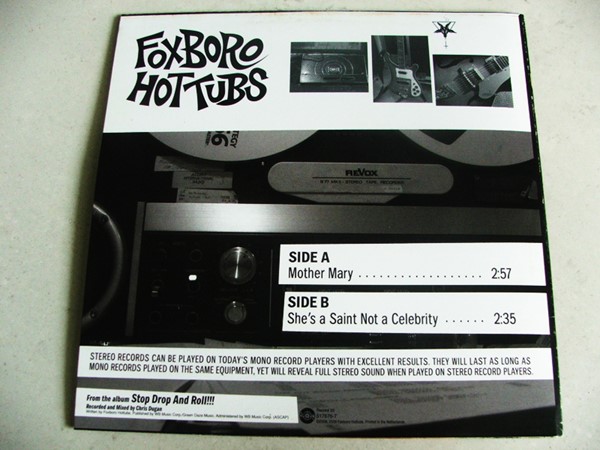 FOXBORO
HOT TUBS
REVOX
SIDE A
Mother Mary . . . . . . . . . . . . . . . . . . . 2:57
SIDE B
She's a Saint Not a Celebrity . . . . . . 2:35
STEREO RECORDS CAN BE PLAYED ON TODAY'S MONO RECORD PLAYERS WITH EXCELLENT RESULTS. THEY WILL LAST AS LONG AS
MONO RECORDS PLAYED ON THE SAME EQUIPMENT, YET WILL REVEAL FULL STEREO SOUND WHEN PLAYED ON STEREO RECORD PLAYERS.
From the album Stop Drop And Roll!!!
Recorded and Mixed by Chris Dugan